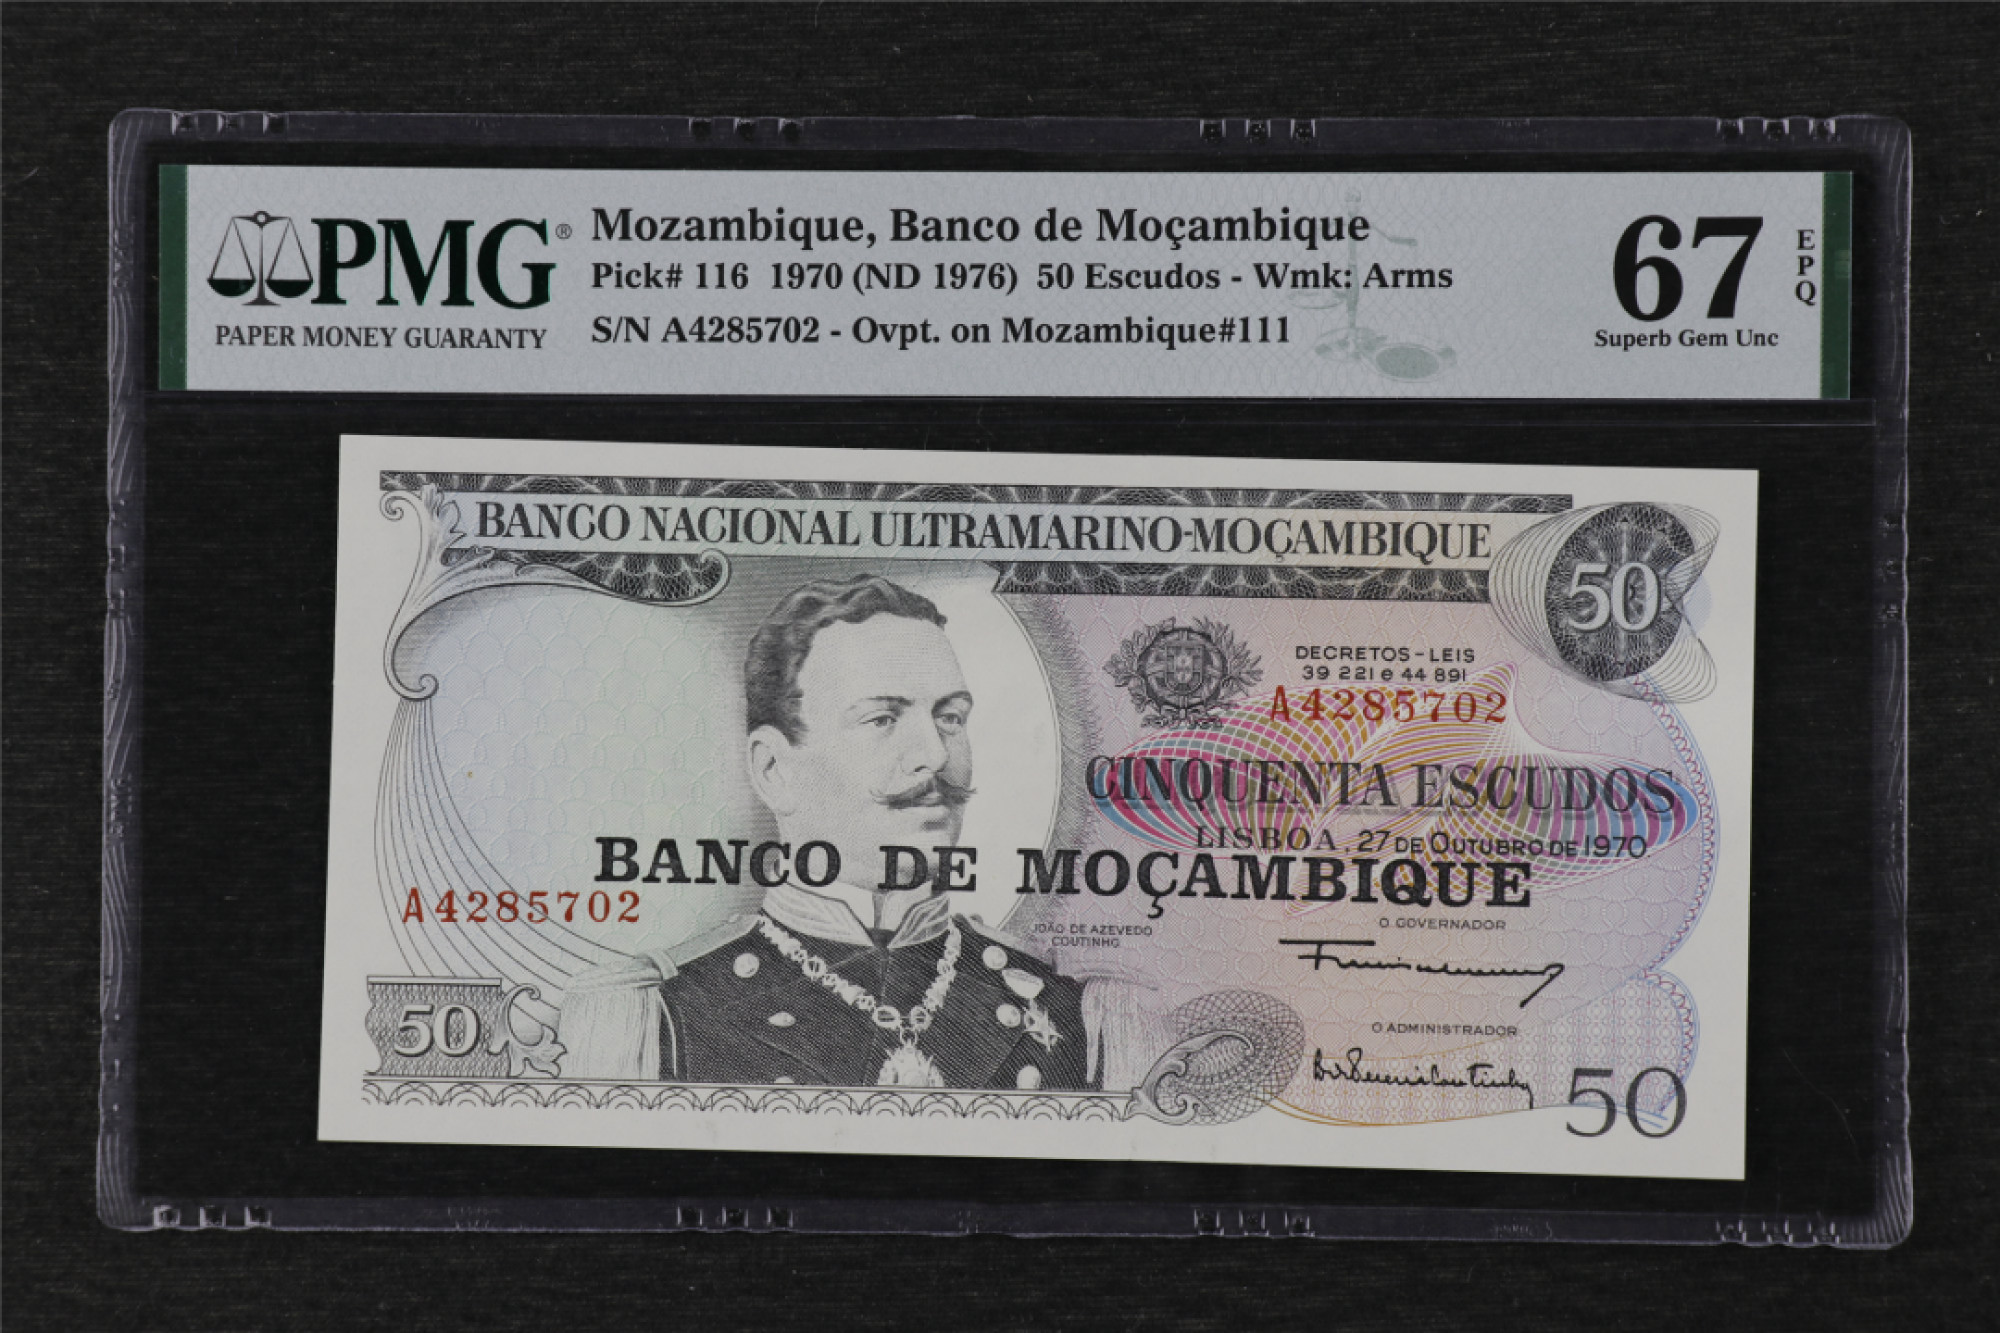 PMG®
PAPER MONEY GUARANTY
Mozambique, Banco de Moçambique
Pick# 116 1970 (ND 1976) 50 Escudos - Wmk: Arms
S/N A4285702 - Ovpt. on Mozambique#111
67
EPQ
Superb Gem Unc
BANCO NACIONAL ULTRAMARINO-MOÇAMBIQUE
50
DECRETOS-LEIS
39 221 e 44 891
A4285702
CINQUENTA ESCUDOS
LISBOA, 27 DE OUTUBRO DE 1970.
BANCO DE MOÇAMBIQUE
A4285702
JOÃO DE AZEVEDO
COUTINHO
O GOVERNADOR
O ADMINISTRADOR
50
50